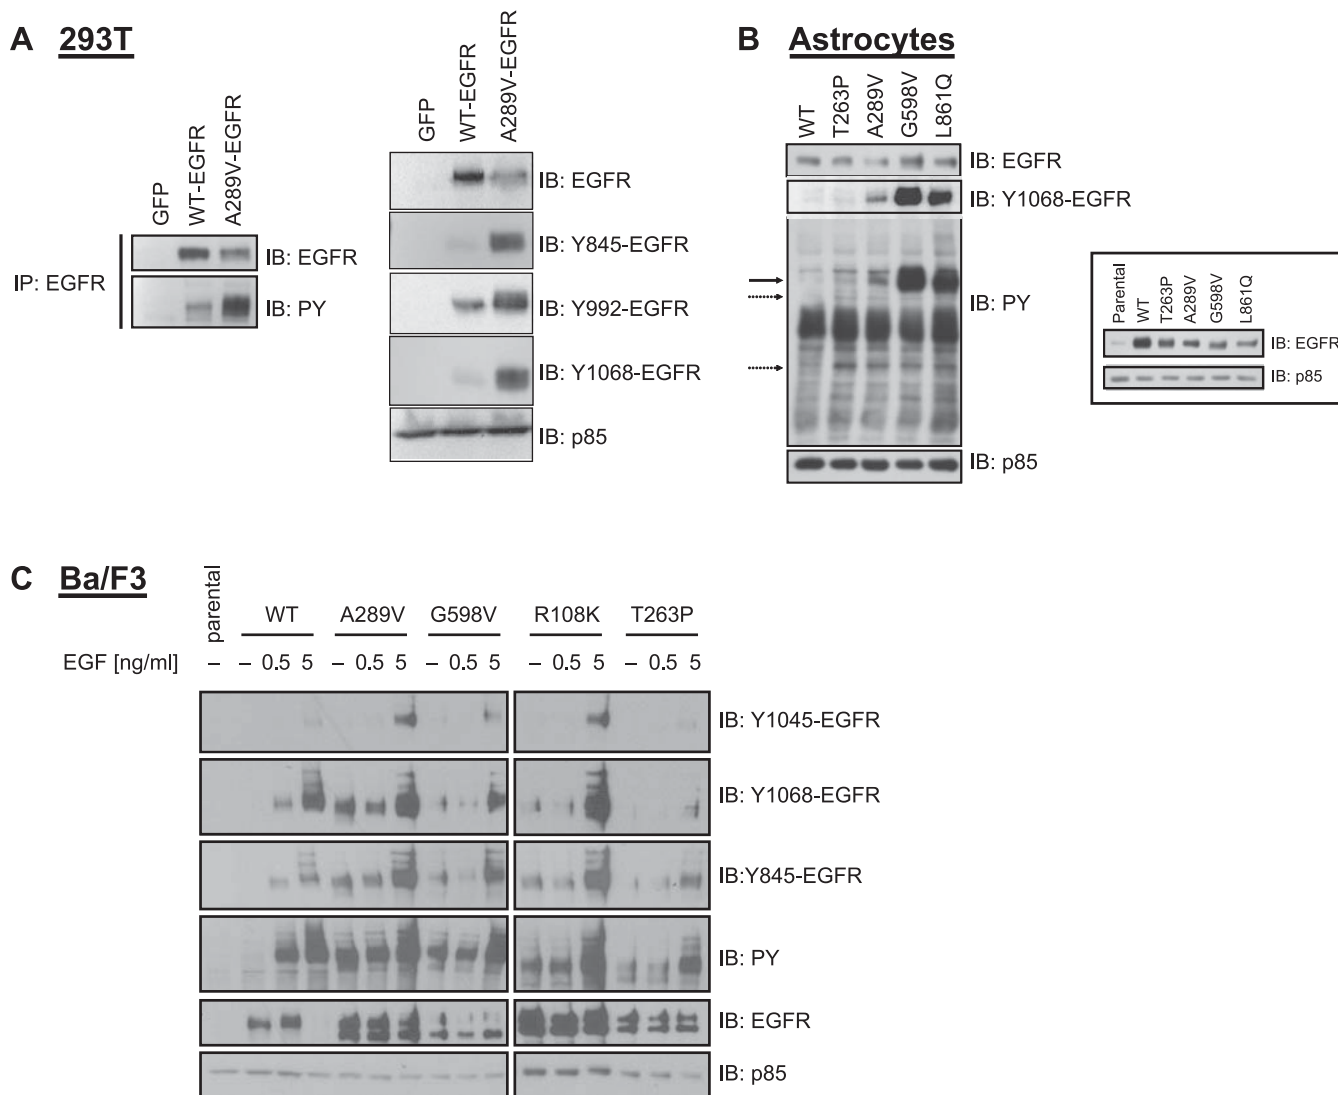 A 293T
GFP
WT-EGFR
A289V-EGFR
IP: EGFR
IB: EGFR
IB: PY
GFP
WT-EGFR
A289V-EGFR
IB: EGFR
IB: Y845-EGFR
IB: Y992-EGFR
IB: Y1068-EGFR
IB: p85
B Astrocytes
WT
T263P
A289V
G598V
L861Q
IB: EGFR
IB: Y1068-EGFR
IB: PY
IB: p85
Parental
WT
T263P
A289V
G598V
L861Q
IB: EGFR
IB: p85
C Ba/F3
parental
WT A289V G598V R108K T263P
EGF [ng/ml] – – 0.5 5 – 0.5 5 – 0.5 5 – 0.5 5 – 0.5 5
IB: Y1045-EGFR
IB: Y1068-EGFR
IB:Y845-EGFR
IB: PY
IB: EGFR
IB: p85